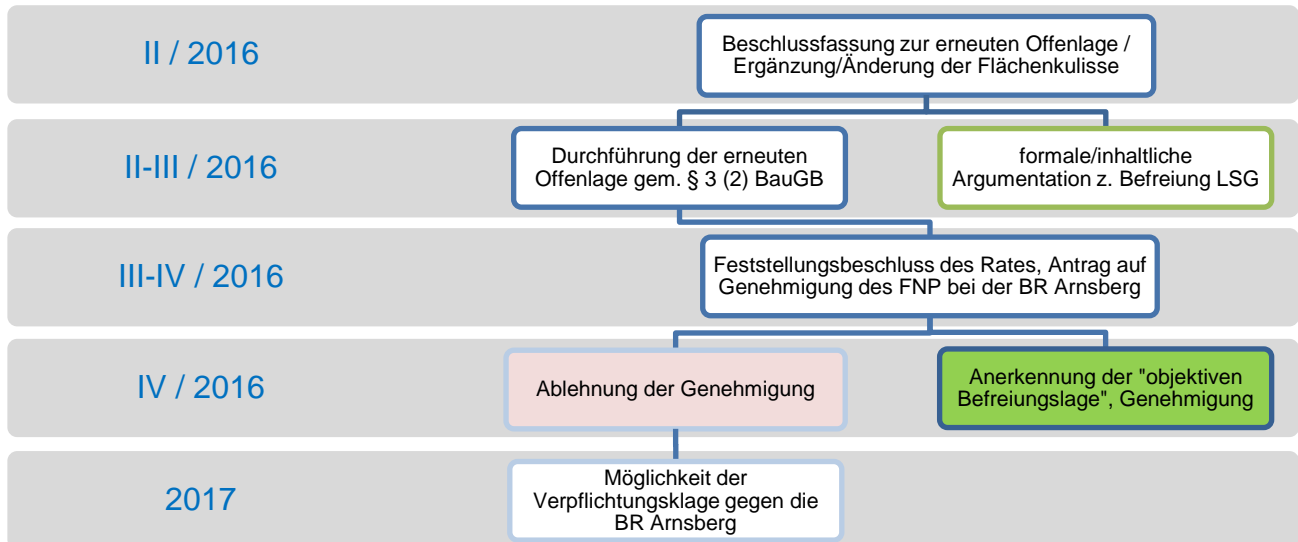 II / 2016
Beschlussfassung zur erneuten Offenlage /
Ergänzung/Änderung der Flächenkulisse
II-III / 2016
Durchführung der erneuten
Offenlage gem. § 3 (2) BauGB
formale/inhaltliche
Argumentation z. Befreiung LSG
III-IV / 2016
Feststellungsbeschluss des Rates, Antrag auf
Genehmigung des FNP bei der BR Arnsberg
IV / 2016
Ablehnung der Genehmigung
Anerkennung der "objektiven
Befreiungslage", Genehmigung
2017
Möglichkeit der
Verpflichtungsklage gegen die
BR Arnsberg